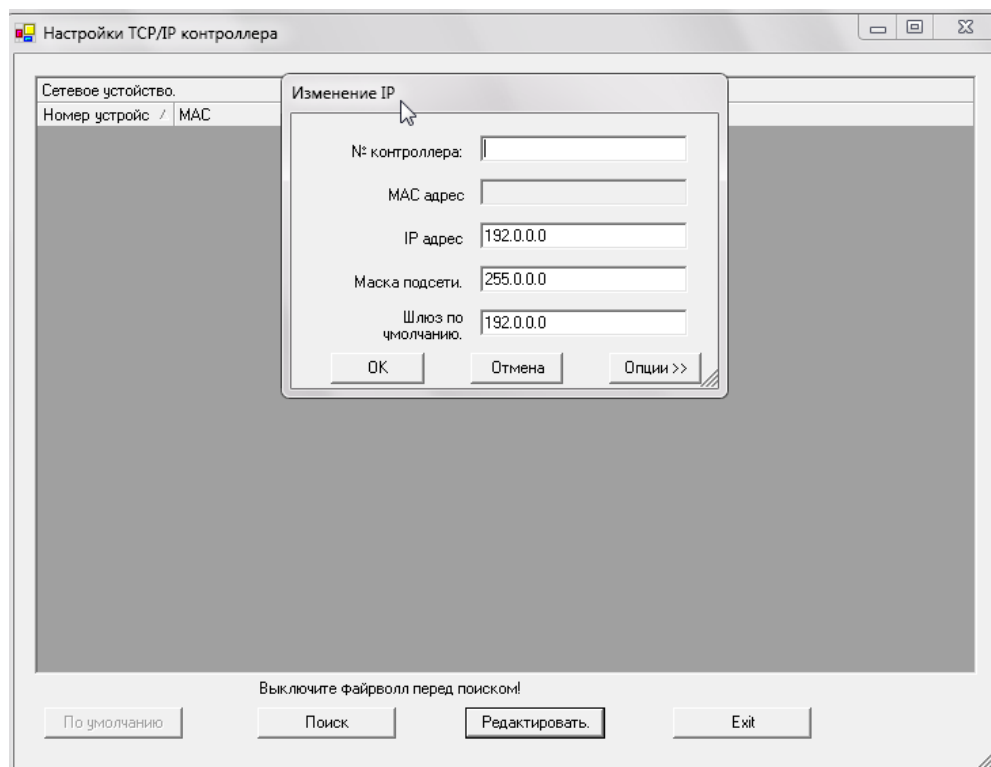 Настройки TCP/IP контроллера
Сетевое устойство.
Номер устройс / MAC
Изменение IP
№ контроллера:
MAC адрес
IP адрес 192.0.0.0
Маска подсети. 255.0.0.0
Шлюз по
умолчанию. 192.0.0.0
OK Отмена Опции >>
Выключите файрволл перед поиском!
По умолчанию Поиск Редактировать. Exit